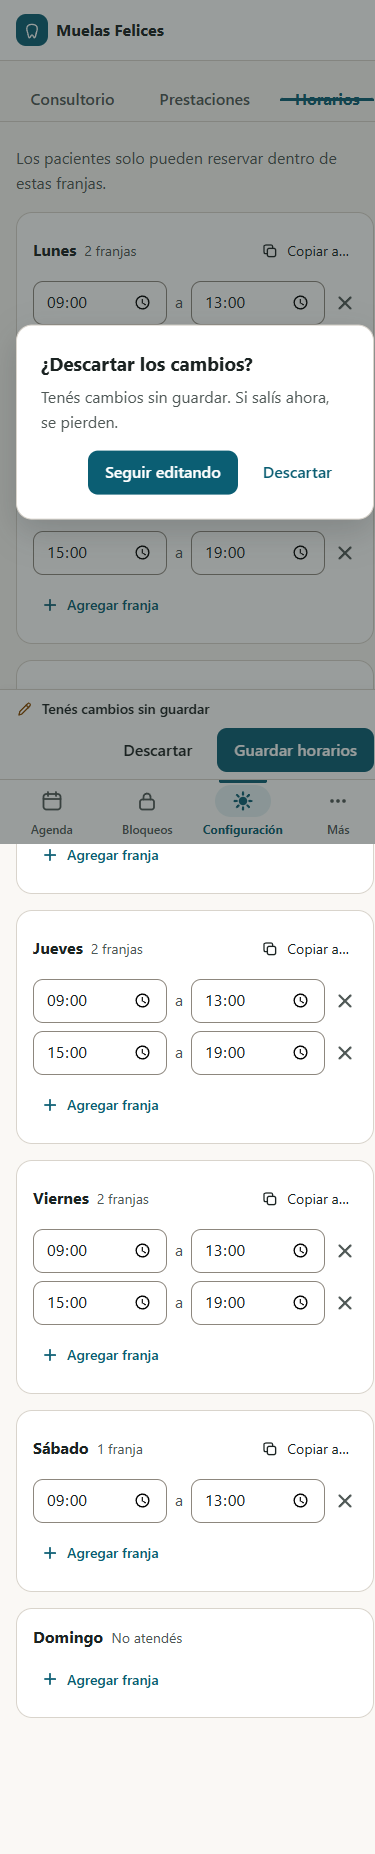 Muelas Felices
Consultorio Prestaciones Horarios
Los pacientes solo pueden reservar dentro de
estas franjas.
Lunes 2 franjas Copiar a...
09:00 a 13:00
¿Descartar los cambios?
Tenés cambios sin guardar. Si salís ahora,
se pierden.
Seguir editando Descartar
15:00 a 19:00
Agregar franja
Tenés cambios sin guardar
Descartar Guardar horarios
Agenda Bloqueos Configuración Más
Agregar franja
Jueves 2 franjas Copiar a...
09:00 a 13:00
15:00 a 19:00
Agregar franja
Viernes 2 franjas Copiar a...
09:00 a 13:00
15:00 a 19:00
Agregar franja
Sábado 1 franja Copiar a...
09:00 a 13:00
Agregar franja
Domingo No atendés
Agregar franja